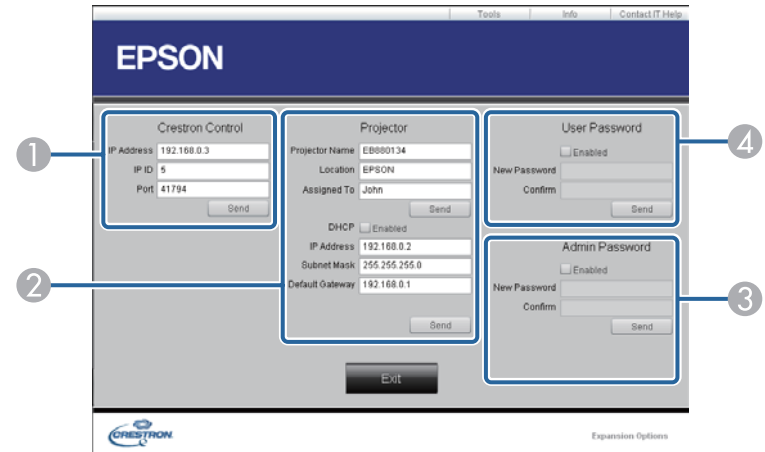 Tools Info Contact IT Help
EPSON
Crestron Control
IP Address 192.168.0.3
IP ID 5
Port 41794
Send
1
Projector
Projector Name EB880134
Location EPSON
Assigned To John
Send
DHCP Enabled
IP Address 192.168.0.2
Subnet Mask 255.255.255.0
Default Gateway 192.168.0.1
Send
2
User Password
Enabled
New Password
Confirm
Send
4
Admin Password
Enabled
New Password
Confirm
Send
3
Exit
CRESTRON
Expansion Options